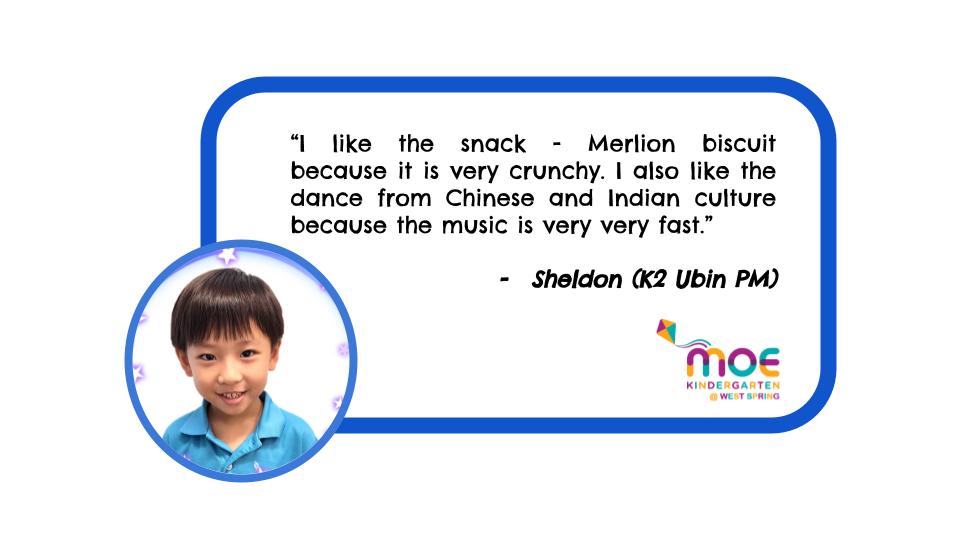 “I like the snack - Merlion biscuit
because it is very crunchy. I also like the
dance from Chinese and Indian culture
because the music is very very fast.”
- Sheldon (K2 Ubin PM)
moe
KINDERGARTEN
@ WEST SPRING